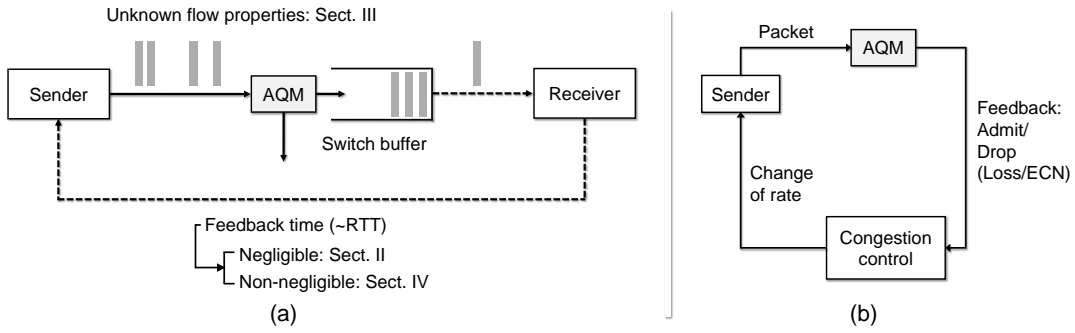 Unknown flow properties: Sect. III
Sender
AQM
Switch buffer
Receiver
Feedback time (~RTT)
Negligible: Sect. II
Non-negligible: Sect. IV
(a)
Packet
AQM
Sender
Feedback:
Admit/
Drop
(Loss/ECN)
Change
of rate
Congestion
control
(b)